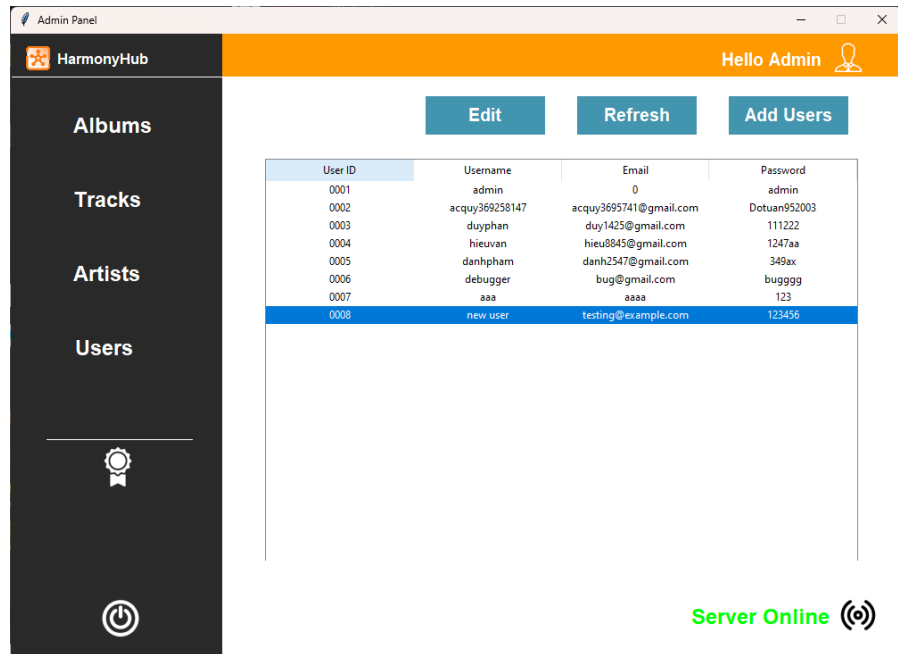 Admin Panel
HarmonyHub
Hello Admin
Albums
Tracks
Artists
Users
Edit Refresh Add Users
User ID Username Email Password
0001 admin 0 admin
0002 acquy369258147 acquy3695741@gmail.com Dotuan952003
0003 duyphan duy1425@gmail.com 111222
0004 hieuvan hieu8845@gmail.com 1247aa
0005 danhpham danh2547@gmail.com 349ax
0006 debugger bug@gmail.com bugggg
0007 aaa aaaa 123
0008 new user testing@example.com 123456
Server Online